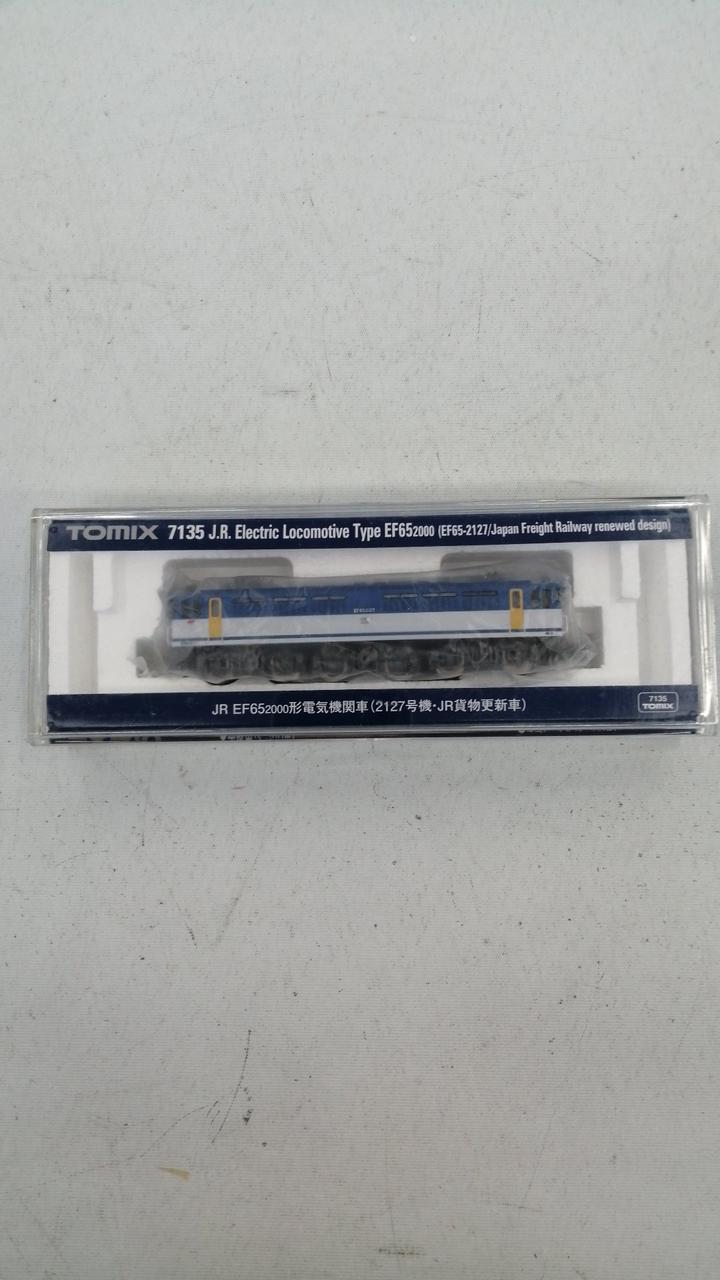 TOMIX 7135 J.R. Electric Locomotive Type EF652000 (EF65-2127/Japan Freight Railway renewed design)
JR EF652000形電気機関車(2127号機・JR貨物更新車)
7135
TOMIX